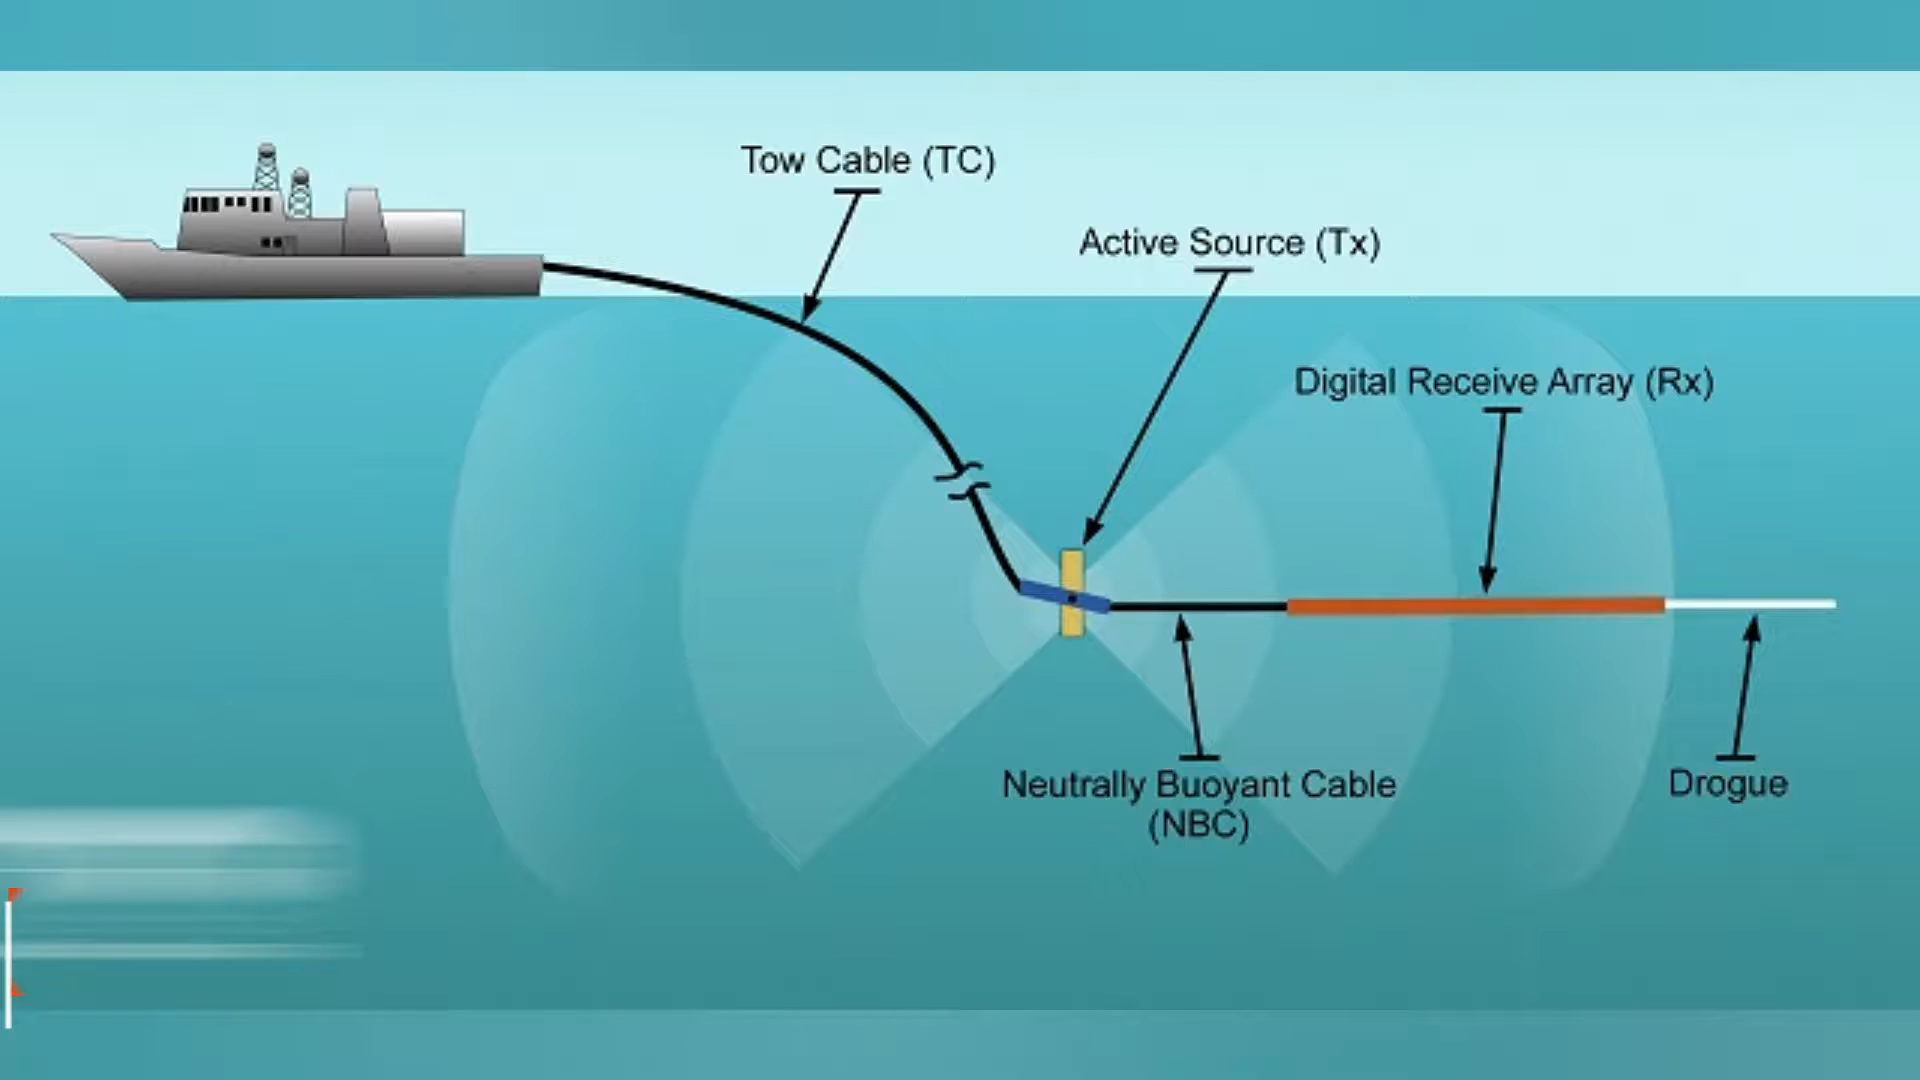 Tow Cable (TC)
Active Source (Tx)
Digital Receive Array (Rx)
Neutrally Buoyant Cable
(NBC)
Drogue